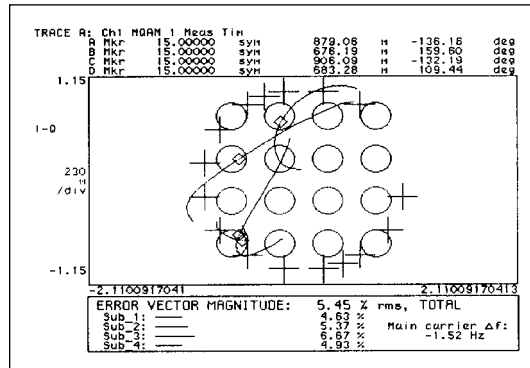 TRACE A: Ch1 MQAM 1 Meas Tim
A Mkr 15.00000 sym 879.06 m -136.16 deg
B Mkr 15.00000 sym 676.19 m 159.60 deg
C Mkr 15.00000 sym 906.09 m -132.19 deg
D Mkr 15.00000 sym 683.28 m 109.44 deg
1.15
I-Q
230
m
/div
-1.15
-2.1100917041
2.11009170413
ERROR VECTOR MAGNITUDE: 5.45 % rms, TOTAL
Sub_1: 4.63 %
Sub_2: 5.37 % Main carrier Δf:
Sub_3: 6.67 % -1.52 Hz
Sub_4: 4.93 %